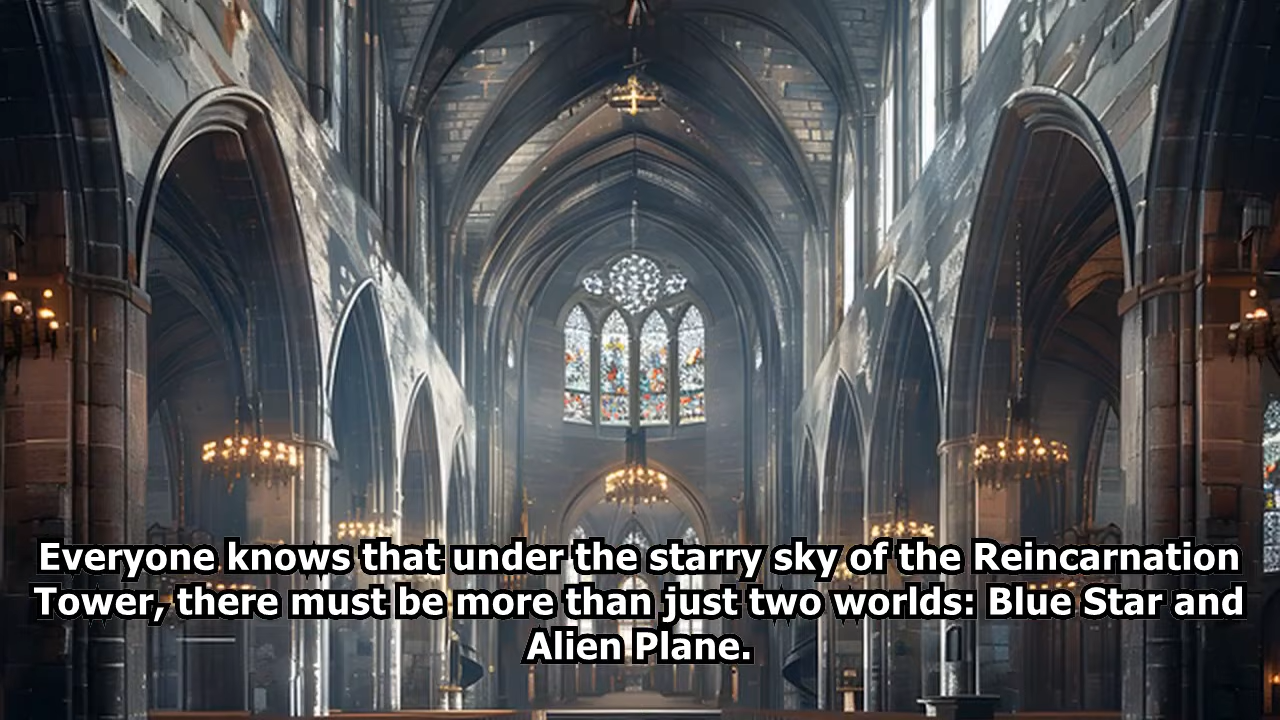 Everyone knows that under the starry sky of the Reincarnation
Tower, there must be more than just two worlds: Blue Star and
Alien Plane.